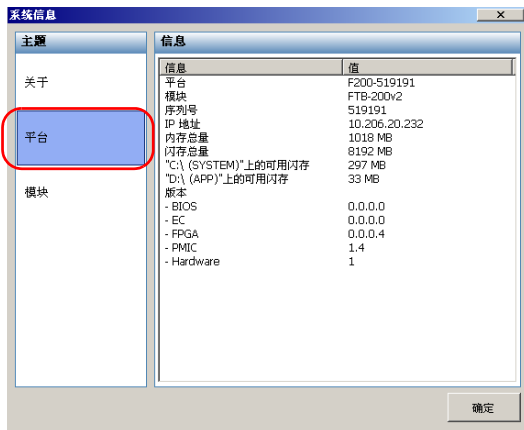 系统信息
主题
信息
关于
平台
模块
信息 值
平台 F200-519191
模块 FTB-200v2
序列号 519191
IP 地址 10.206.20.232
内存总量 1018 MB
闪存总量 8192 MB
"C:\ (SYSTEM)"上的可用闪存 297 MB
"D:\ (APP)"上的可用闪存 33 MB
版本
- BIOS 0.0.0.0
- EC 0.0.0.0
- FPGA 0.0.0.4
- PMIC 1.4
- Hardware 1
确定